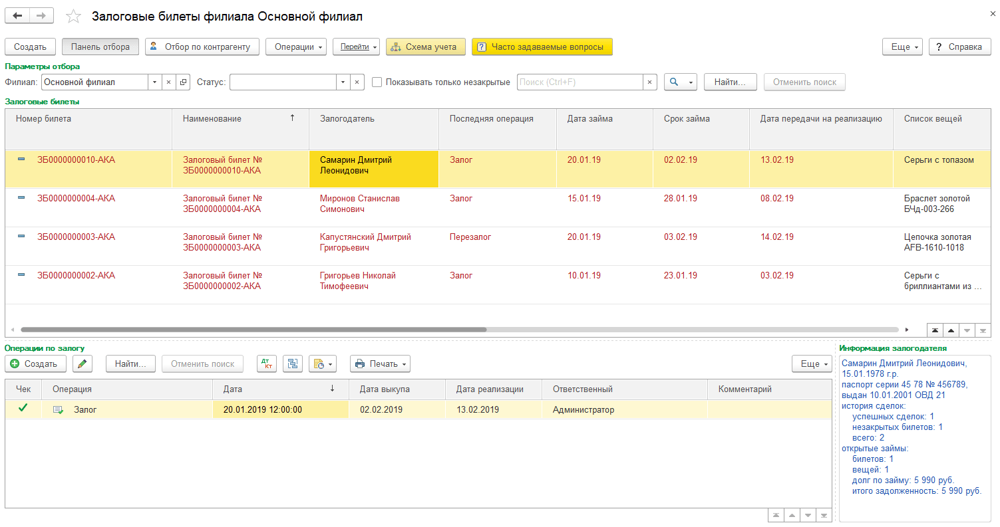 Залоговые билеты филиала Основной филиал
Создать Панель отбора Отбор по контрагенту Операции Перейти Схема учета Часто задаваемые вопросы Еще ? Справка
Параметры отбора
Филиал: Основной филиал Статус: Показывать только незакрытые Поиск (Ctrl+F) Найти... Отменить поиск
Залоговые билеты
Номер билета Наименование Залогодатель Последняя операция Дата займа Срок займа Дата передачи на реализацию Список вещей
ЗБ0000000010-АКА Залоговый билет № Самарин Дмитрий Залог 20.01.19 02.02.19 13.02.19 Серьги с топазом
ЗБ0000000010-АКА Леонидович
ЗБ0000000004-АКА Залоговый билет № Миронов Станислав Залог 15.01.19 28.01.19 08.02.19 Браслет золотой
ЗБ0000000004-АКА Симонович БЧд-003-266
ЗБ0000000003-АКА Залоговый билет № Капустянский Дмитрий Перезалог 20.01.19 03.02.19 14.02.19 Цепочка золотая
ЗБ0000000003-АКА Григорьевич AFB-1610-1018
ЗБ0000000002-АКА Залоговый билет № Григорьев Николай Залог 10.01.19 23.01.19 03.02.19 Серьги с
ЗБ0000000002-АКА Тимофеевич бриллиантами из ...
Операции по залогу
Создать Найти... Отменить поиск Дт Кт Печать Еще
Чек Операция Дата Дата выкупа Дата реализации Ответственный Комментарий
Залог 20.01.2019 12:00:00 02.02.2019 13.02.2019 Администратор
Информация залогодателя
Самарин Дмитрий Леонидович,
15.01.1978 г.р.
паспорт серии 45 78 № 456789,
выдан 10.01.2001 ОВД 21
история сделок:
успешных сделок: 1
незакрытых билетов: 1
всего: 2
открытые займы:
билетов: 1
вещей: 1
долг по займу: 5 990 руб.
итого задолженность: 5 990 руб.